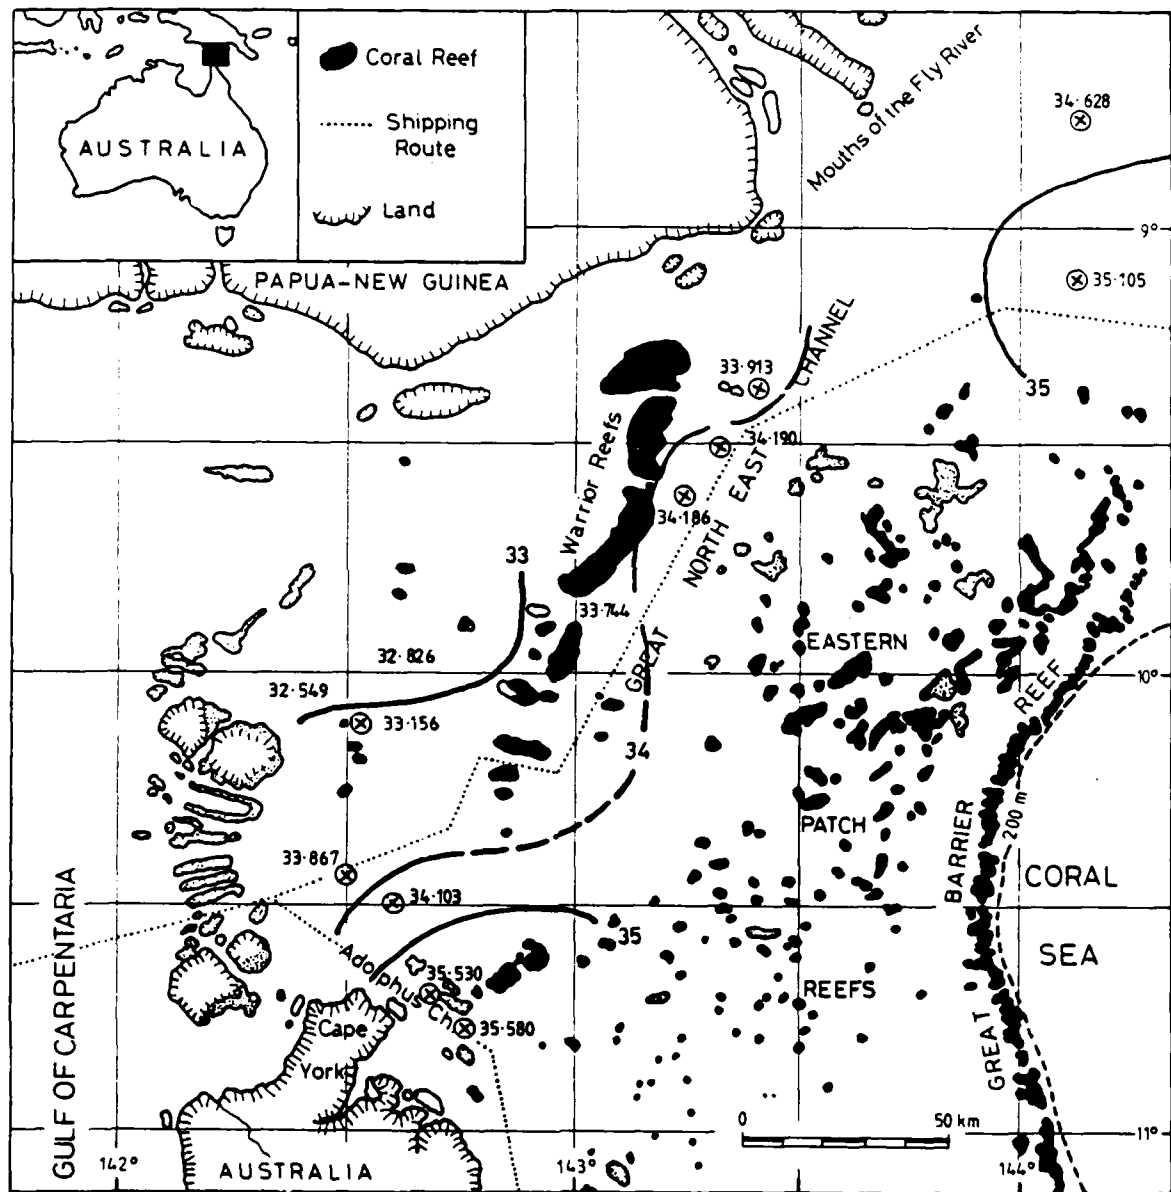 AUSTRALIA
Coral Reef
Shipping
Route
Land
Mouths of the Fly River
34·628
9°
PAPUA-NEW GUINEA
35·105
35
33·913
34·190
34·186
GREAT NORTH EAST CHANNEL
Warrior Reefs
33
33·744
32·826
32·549
33·156
34
EASTERN
10°
PATCH
REEFS
GREAT BARRIER REEF
200 m
CORAL
SEA
33·867
34·103
35
Adolphus Ch.
35·530
35·580
Cape
York
GULF OF CARPENTARIA
AUSTRALIA
0
50 km
11°
142°
143°
144°